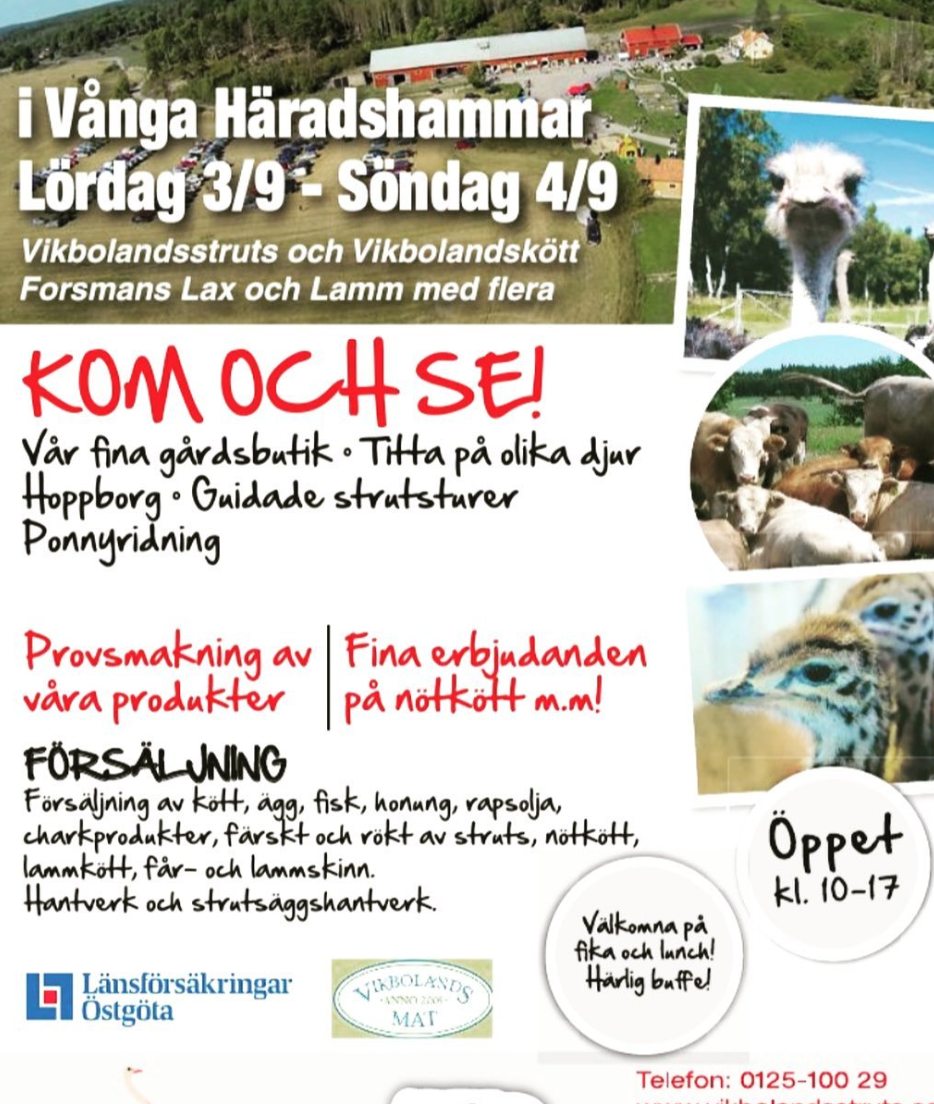 i Vånga Häradshammar
Lördag 3/9 - Söndag 4/9
Vikbolandsstruts och Vikbolandskött
Forsmans Lax och Lamm med flera
KOM OCH SE!
Vår fina gårdsbutik • Titta på olika djur
Hoppborg • Guidade strutsturer
Ponnyridning
Provsmakning av
våra produkter
Fina erbjudanden
på nötkött m.m!
FÖRSÄLJNING
Försäljning av kött, ägg, fisk, honung, rapsolja,
charkprodukter, färskt och rökt av struts, nötkött,
lammkött, får- och lammskinn.
Hantverk och strutsäggshantverk.
Öppet
kl. 10-17
Välkomna på
fika och lunch!
Härlig buffe!
Länsförsäkringar
Östgöta
VIKBOLANDS
MAT
Telefon: 0125-100 29